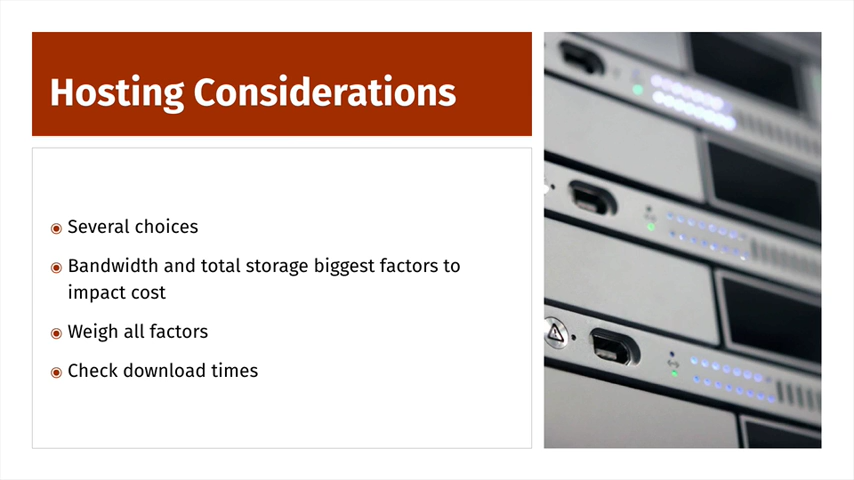 Hosting Considerations
Several choices
Bandwidth and total storage biggest factors to
impact cost
Weigh all factors
Check download times